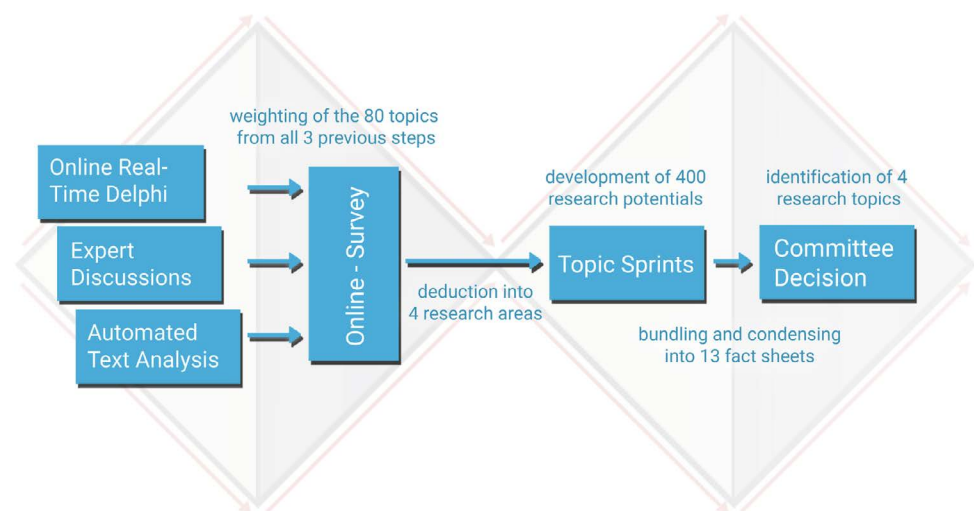 Online Real-
Time Delphi
Expert
Discussions
Automated
Text Analysis
weighting of the 80 topics
from all 3 previous steps
Online - Survey
deduction into
4 research areas
development of 400
research potentials
Topic Sprints
identification of 4
research topics
Committee
Decision
bundling and condensing
into 13 fact sheets